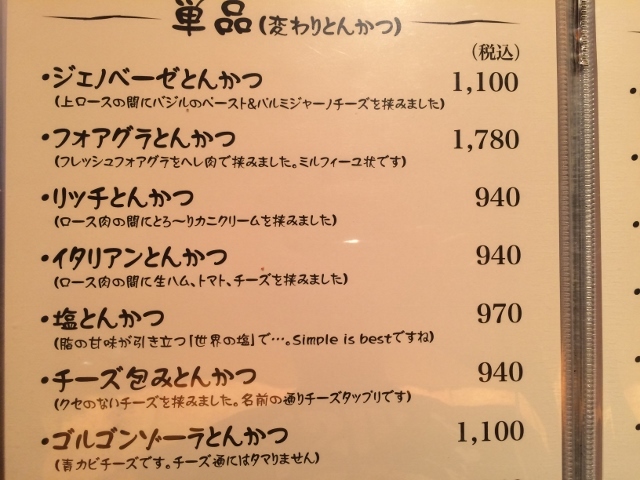 単品(変わりとんかつ)
(税込)
・ジェノベーゼとんかつ 1,100
(上ロースの間にバジルのペースト&パルミジャーノチーズを挟みました)
・フォアグラとんかつ 1,780
(フレッシュフォアグラをヘレ肉で挟みました。ミルフィーユ状です)
・リッチとんかつ 940
(ロース肉の間にとろ〜りカニクリームを挟みました)
・イタリアンとんかつ 940
(ロース肉の間に生ハム、トマト、チーズを挟みました)
・塩とんかつ 970
(脂の甘味が引き立つ「世界の塩」で…。Simple is bestですね)
・チーズ包みとんかつ 940
(クセのないチーズを挟みました。名前の通りチーズタップリです)
・ゴルゴンゾーラとんかつ 1,100
(青カビチーズです。チーズ通にはタマりません)